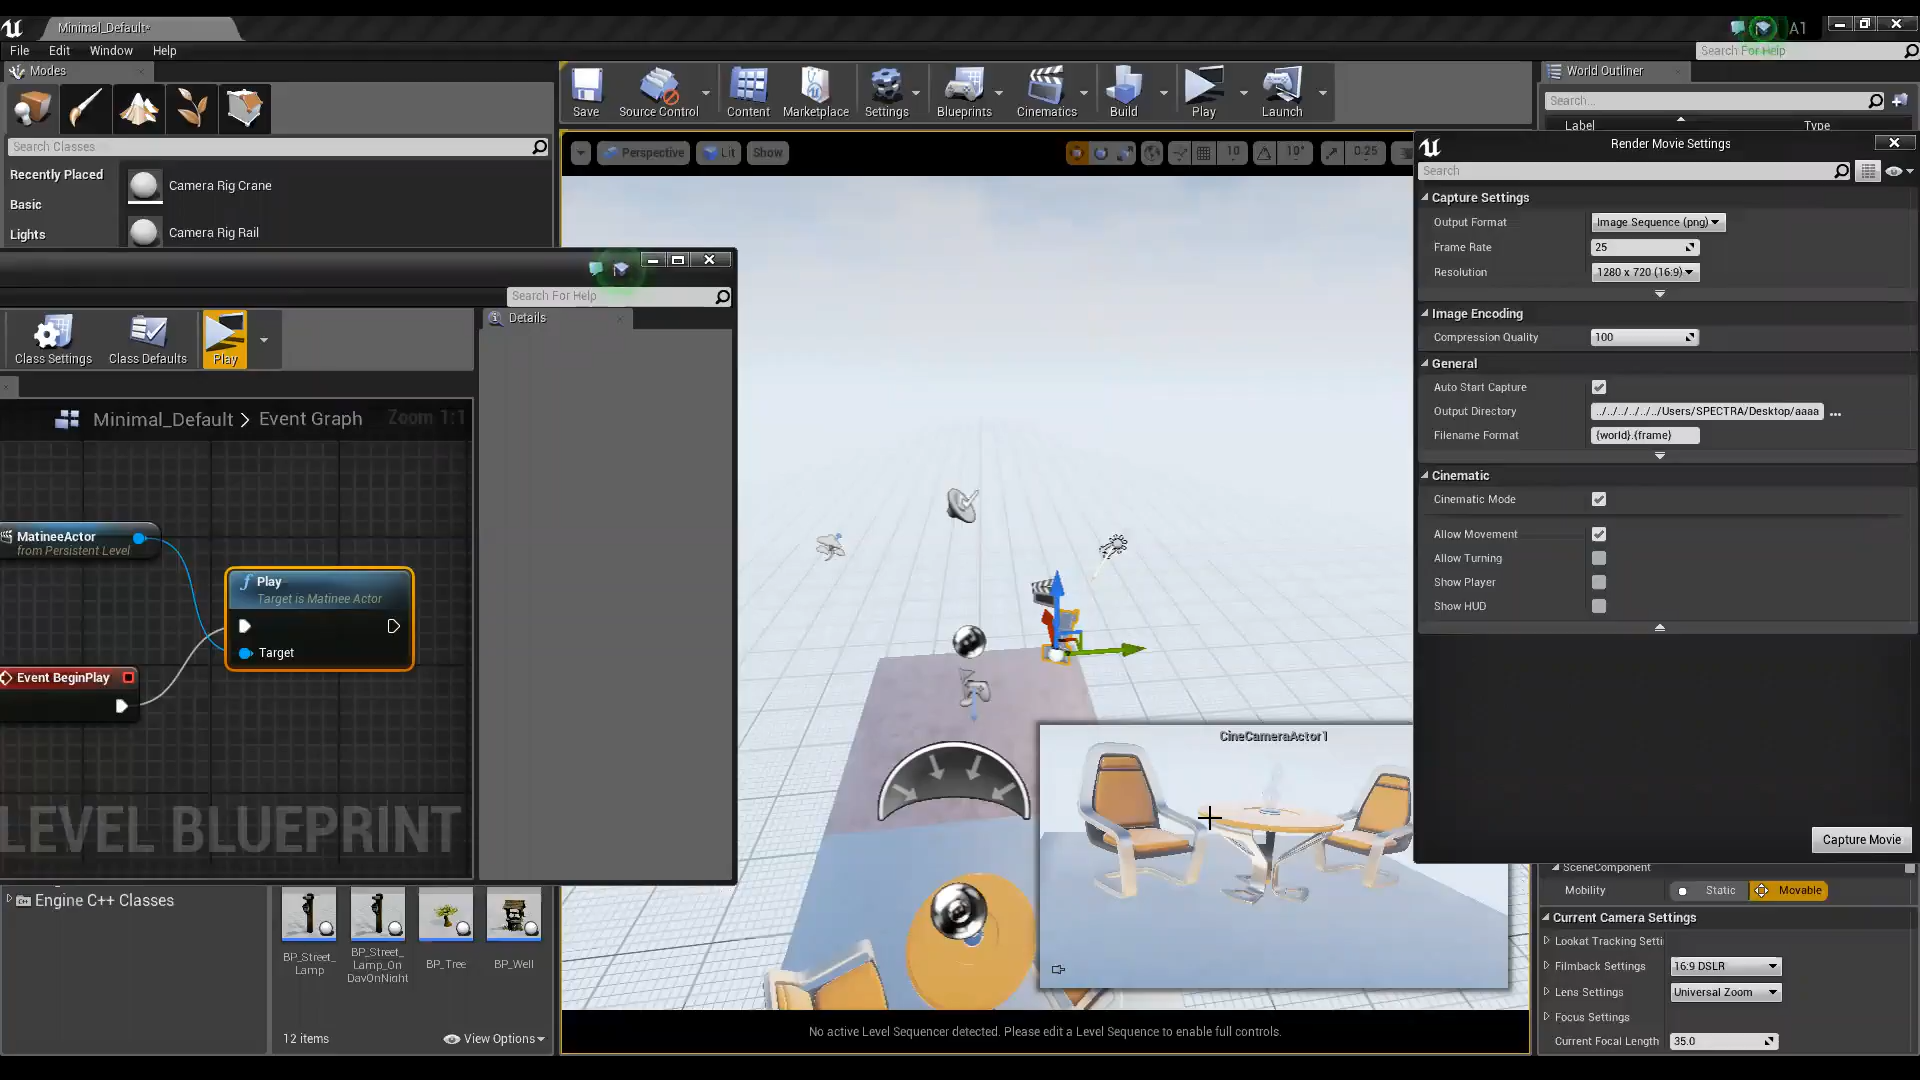 Minimal_Default*
A1
File Edit Window Help
Search For Help
Modes
Search Classes
Recently Placed
Basic
Lights
Camera Rig Crane
Camera Rig Rail
Save
Source Control
Content
Marketplace
Settings
Blueprints
Cinematics
Build
Play
Launch
World Outliner
Search...
Label Type
Perspective Lit Show
10 10° 0.25
Render Movie Settings
Search
Capture Settings
Output Format Image Sequence (png)
Frame Rate 25
Resolution 1280 x 720 (16:9)
Image Encoding
Compression Quality 100
General
Auto Start Capture
Output Directory ../../../../../../Users/SPECTRA/Desktop/aaaa ...
Filename Format {world}.{frame}
Cinematic
Cinematic Mode
Allow Movement
Allow Turning
Show Player
Show HUD
Capture Movie
Search For Help
Class Settings
Class Defaults
Play
Details
Minimal_Default > Event Graph Zoom 1:1
MatineeActor
from Persistent Level
Play
Target is Matinee Actor
Target
Event BeginPlay
LEVEL BLUEPRINT
CineCameraActor1
Engine C++ Classes
BP_Street_
Lamp
BP_Street_
Lamp_On
DayOnNight
BP_Tree
BP_Well
12 items View Options
No active Level Sequencer detected. Please edit a Level Sequence to enable full controls.
SceneComponent
Mobility Static Movable
Current Camera Settings
Lookat Tracking Setti
Filmback Settings 16:9 DSLR
Lens Settings Universal Zoom
Focus Settings
Current Focal Length 35.0